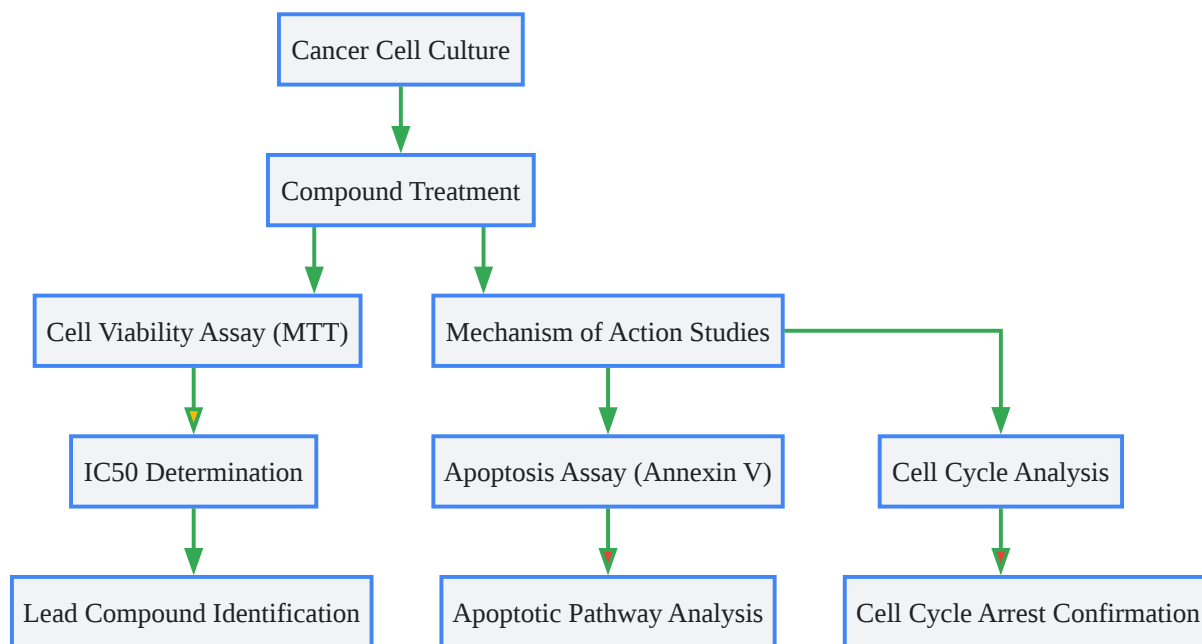 Cancer Cell Culture
Compound Treatment
Cell Viability Assay (MTT)
Mechanism of Action Studies
IC50 Determination
Apoptosis Assay (Annexin V)
Cell Cycle Analysis
Lead Compound Identification
Apoptotic Pathway Analysis
Cell Cycle Arrest Confirmation